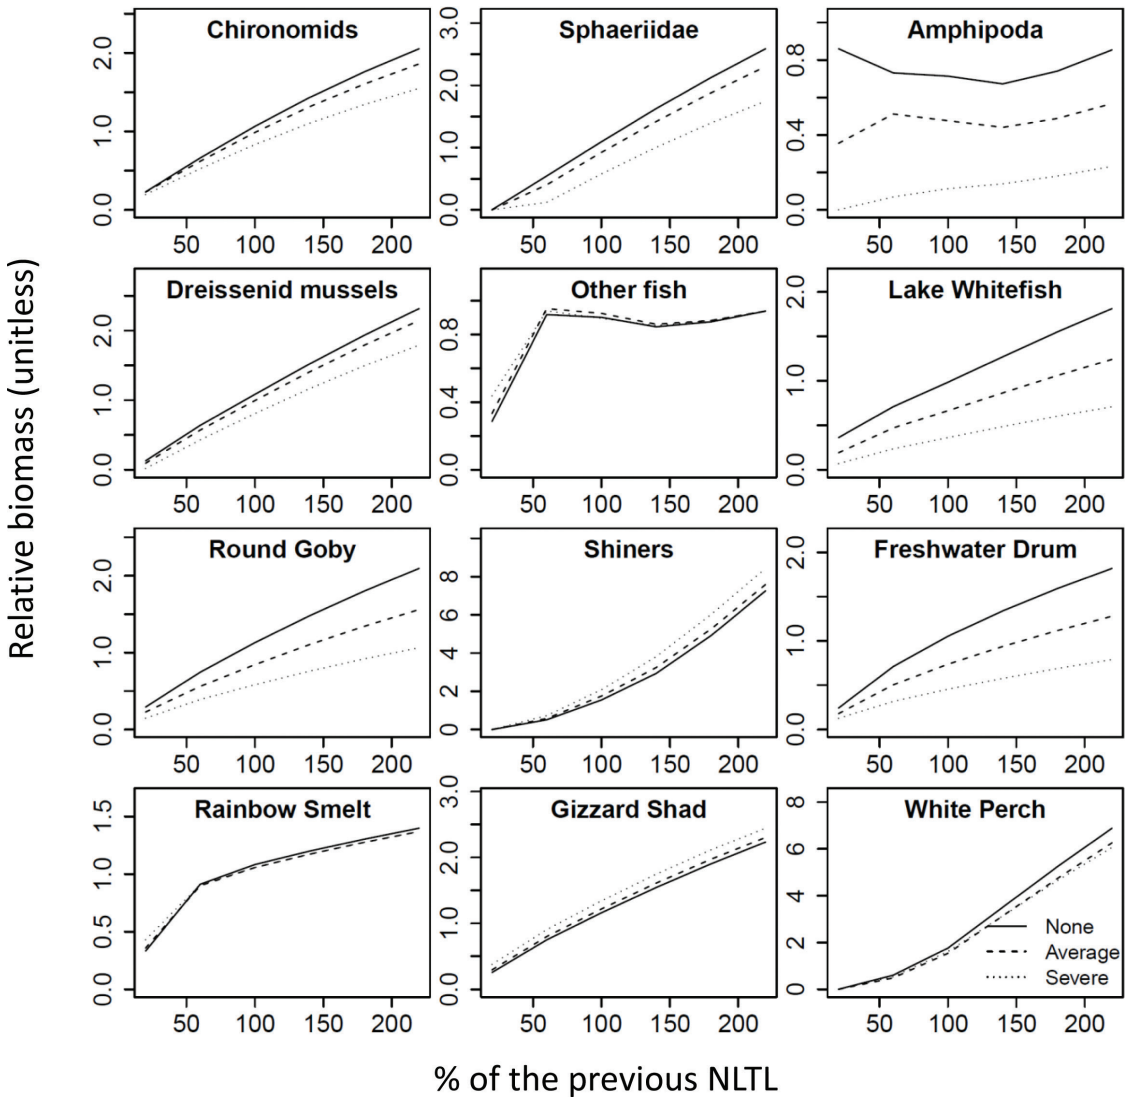 Relative biomass (unitless)
Chironomids
0.0 1.0 2.0
50 100 150 200
Sphaeriidae
0.0 1.0 2.0 3.0
50 100 150 200
Amphipoda
0.0 0.4 0.8
50 100 150 200
Dreissenid mussels
0.0 1.0 2.0
50 100 150 200
Other fish
0.0 0.4 0.8
50 100 150 200
Lake Whitefish
0.0 1.0 2.0
50 100 150 200
Round Goby
0.0 1.0 2.0
50 100 150 200
Shiners
0 2 4 6 8
50 100 150 200
Freshwater Drum
0.0 1.0 2.0
50 100 150 200
Rainbow Smelt
0.0 0.5 1.0 1.5
50 100 150 200
Gizzard Shad
0.0 1.0 2.0 3.0
50 100 150 200
White Perch
0 2 4 6 8
50 100 150 200
None
Average
Severe
% of the previous NLTL